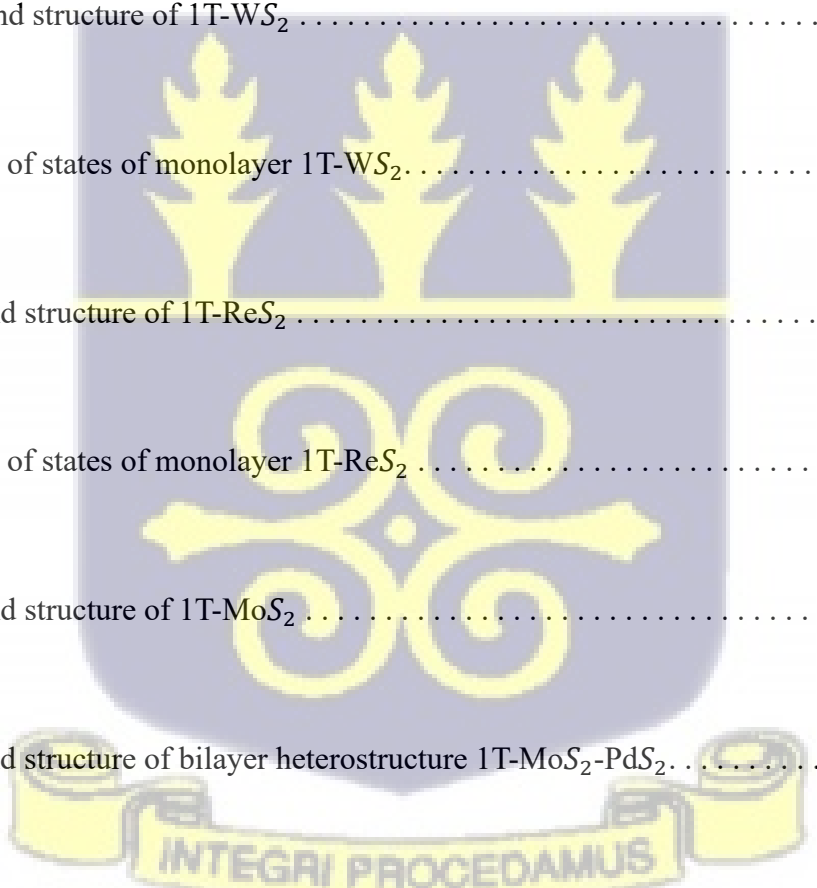 nd structure of 1T-WS₂ . . . . . . . . . . . . . . . . . . . . . . . . . . . . . . . . . . . . .
of states of monolayer 1T-WS₂. . . . . . . . . . . . . . . . . . . . . . . . . . . . .
d structure of 1T-ReS₂ . . . . . . . . . . . . . . . . . . . . . . . . . . . . . . . . . . . . .
of states of monolayer 1T-ReS₂ . . . . . . . . . . . . . . . . . . . . . . . . . . . .
d structure of 1T-MoS₂ . . . . . . . . . . . . . . . . . . . . . . . . . . . . . . . . . . . .
d structure of bilayer heterostructure 1T-MoS₂-PdS₂. . . . . . . . . .
INTEGRI PROCEDAMUS